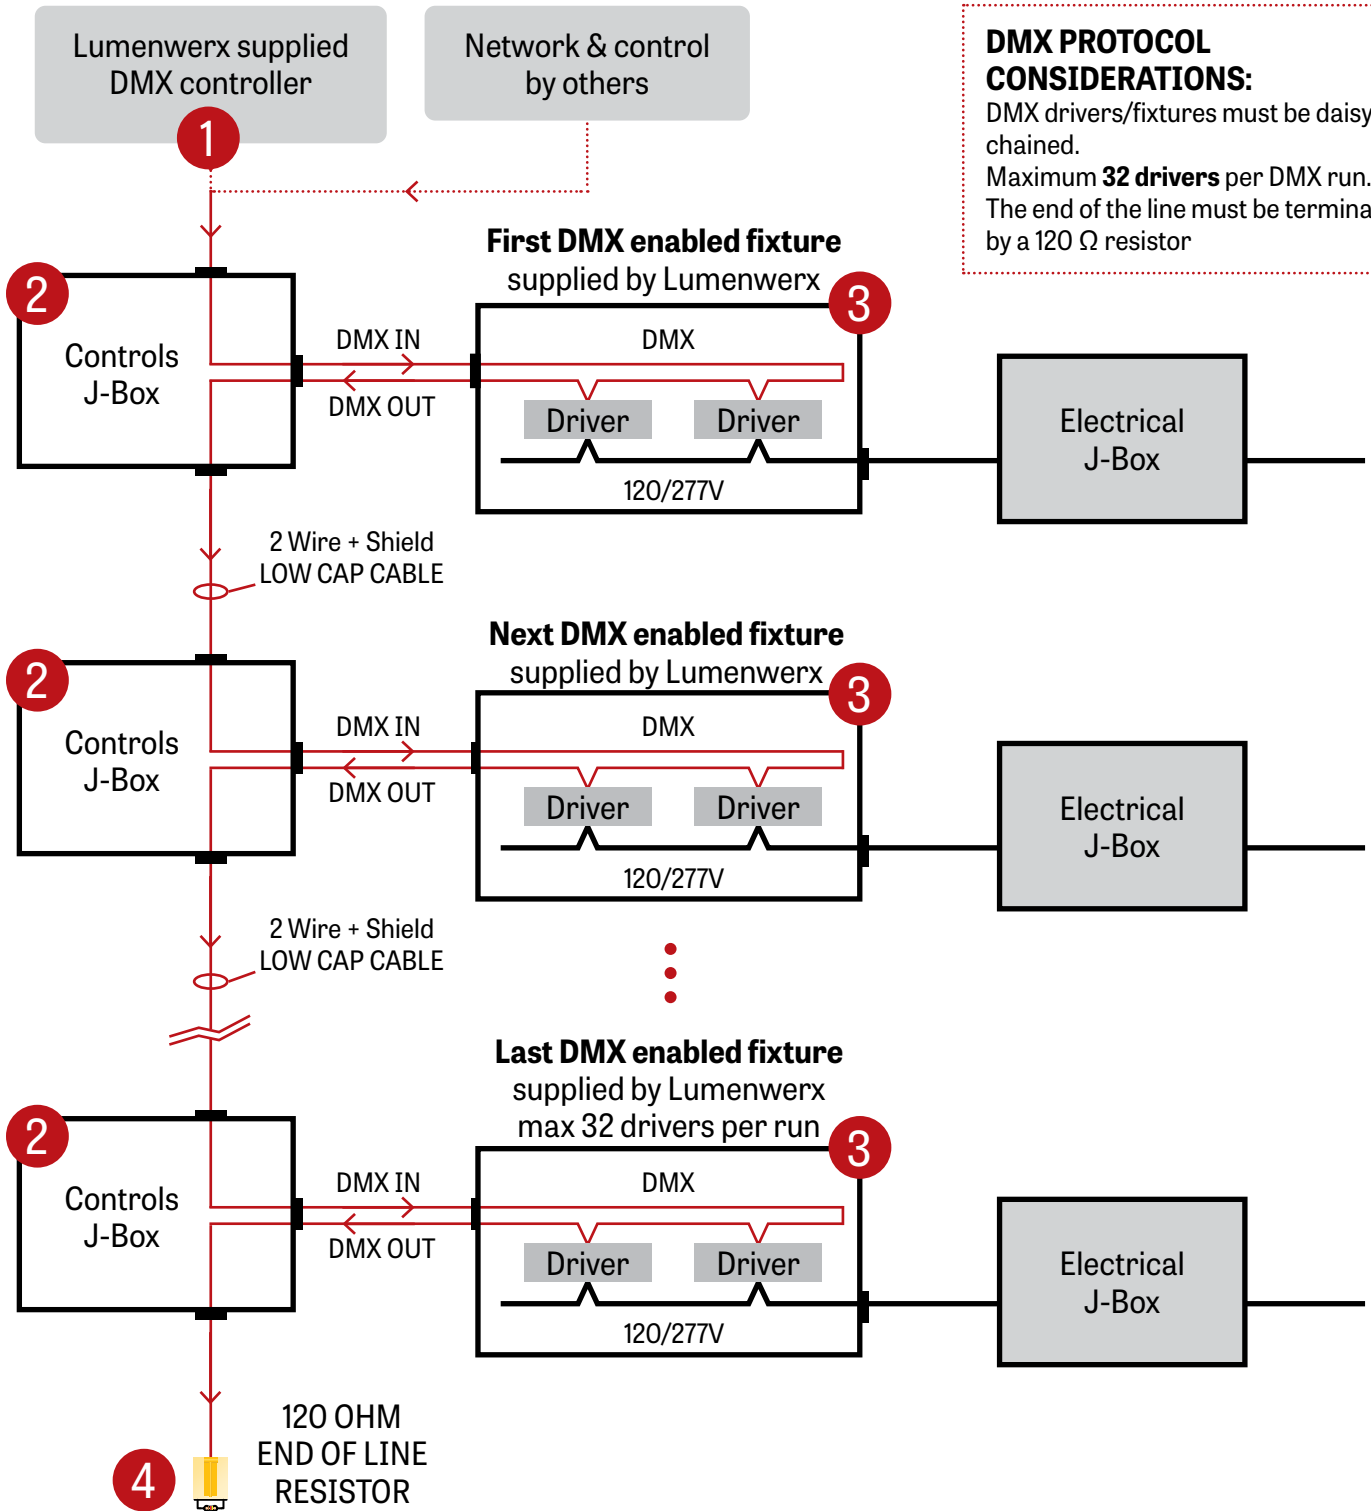 Lumenwerx supplied
DMX controller
1
Network & control
by others
DMX PROTOCOL
CONSIDERATIONS:
DMX drivers/fixtures must be daisy
chained.
Maximum 32 drivers per DMX run.
The end of the line must be termina
by a 120 Ω resistor
First DMX enabled fixture
supplied by Lumenwerx
2
Controls
J-Box
DMX IN
DMX OUT
3
DMX
Driver
Driver
120/277V
Electrical
J-Box
2 Wire + Shield
LOW CAP CABLE
Next DMX enabled fixture
supplied by Lumenwerx
2
Controls
J-Box
DMX IN
DMX OUT
3
DMX
Driver
Driver
120/277V
Electrical
J-Box
2 Wire + Shield
LOW CAP CABLE
Last DMX enabled fixture
supplied by Lumenwerx
max 32 drivers per run
2
Controls
J-Box
DMX IN
DMX OUT
3
DMX
Driver
Driver
120/277V
Electrical
J-Box
4
120 OHM
END OF LINE
RESISTOR